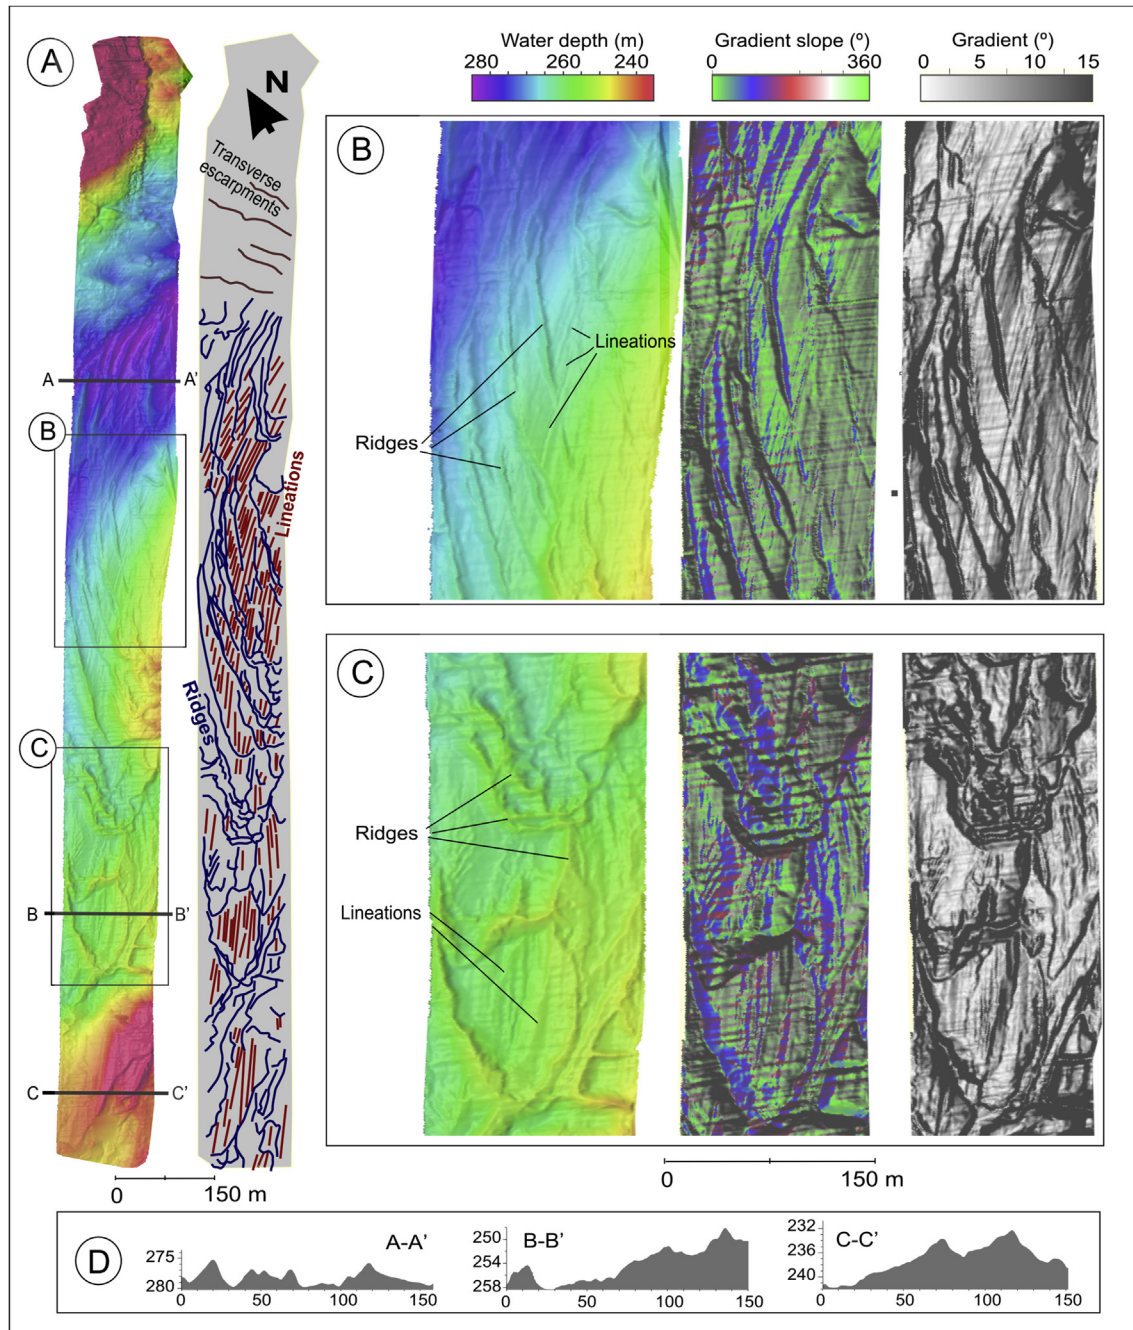 A
N
Transverse
escarpments
A
A'
B
Lineations
Ridges
C
B
B'
C
C'
0
150 m
Water depth (m)
280
260
240
Gradient slope (º)
0
360
Gradient (º)
0
5
10
15
B
Ridges
Lineations
C
Ridges
Lineations
0
150 m
D
A-A'
275
280
0
50
100
150
B-B'
250
254
258
0
50
100
150
C-C'
232
236
240
0
50
100
150